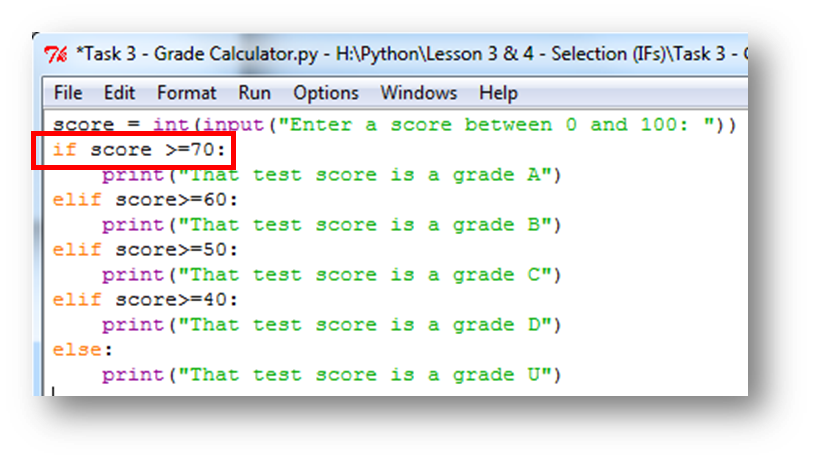 *Task 3 - Grade Calculator.py - H:\Python\Lesson 3 & 4 - Selection (IFs)\Task 3 -
File Edit Format Run Options Windows Help
score = int(input("Enter a score between 0 and 100: "))
if score >=70:
    print("That test score is a grade A")
elif score>=60:
    print("That test score is a grade B")
elif score>=50:
    print("That test score is a grade C")
elif score>=40:
    print("That test score is a grade D")
else:
    print("That test score is a grade U")